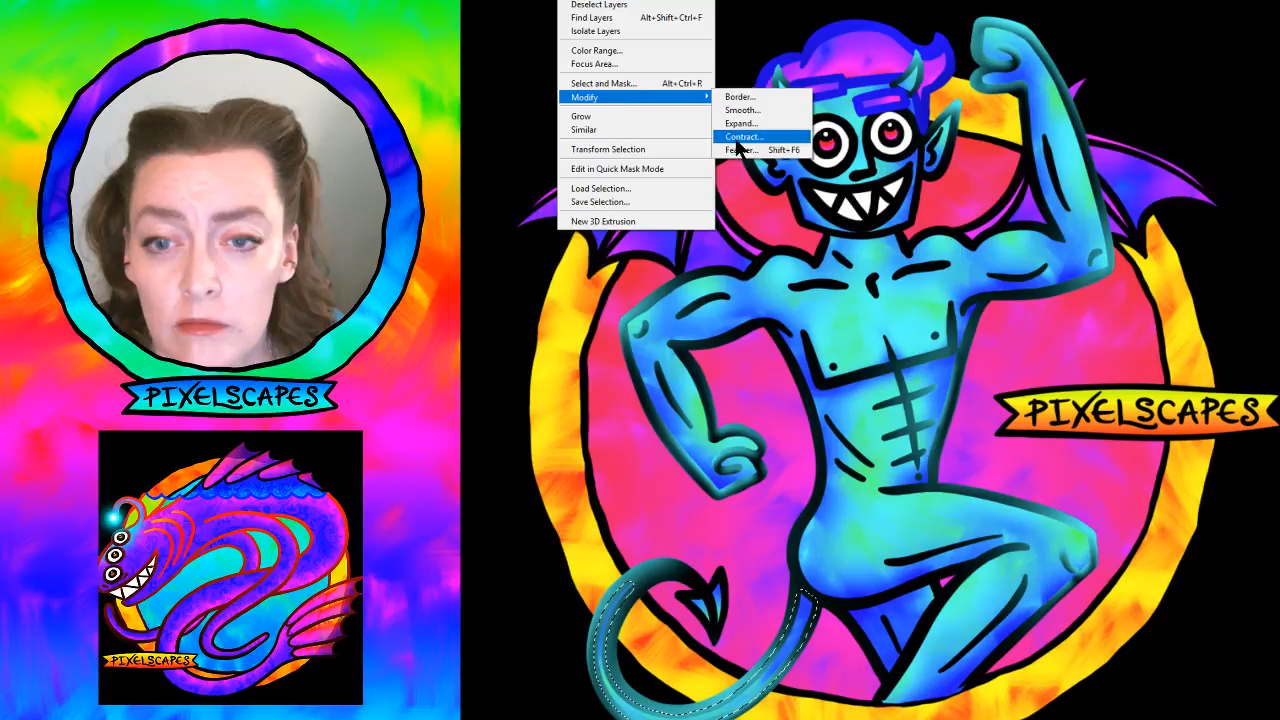 Deselect Layers
Find Layers Alt+Shift+Ctrl+F
Isolate Layers
Color Range...
Focus Area...
Select and Mask... Alt+Ctrl+R
Modify
Grow
Similar
Transform Selection
Edit in Quick Mask Mode
Load Selection...
Save Selection...
New 3D Extrusion
Border...
Smooth...
Expand...
Contract...
Shift+F6
PIXELSCAPES
PIXELSCAPES
PIXELSCAPES